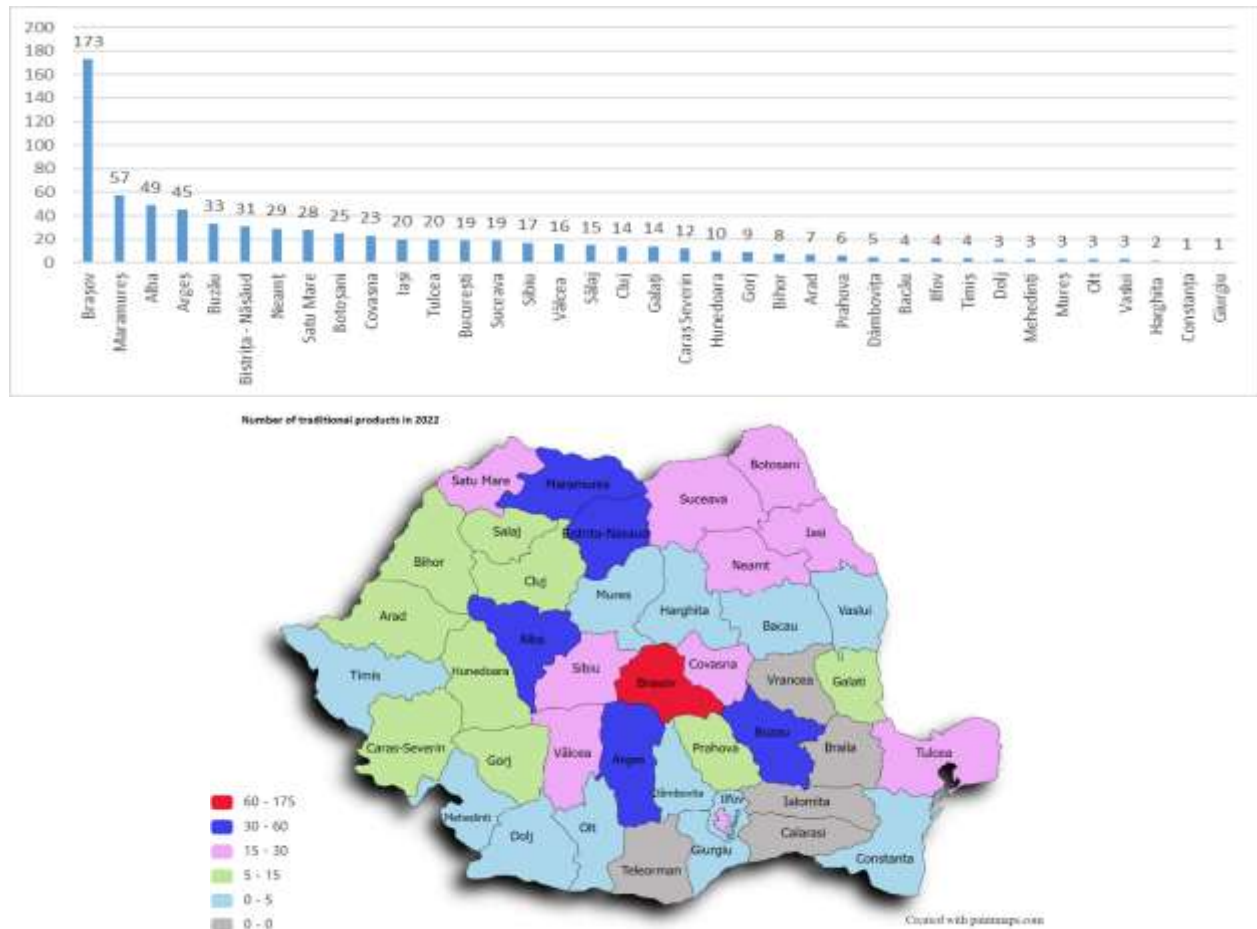 200
180
160
140
120
100
80
60
40
20
0
173 57 49 45 33 31 29 28 25 23 20 20 19 19 17 16 15 14 14 12 10 9 8 7 6 5 4 4 4 3 3 3 3 3 2 1 1
Brașov
Maramureș
Alba
Argeș
Buzău
Bistrița - Năsăud
Neamț
Satu Mare
Botoșani
Covasna
Iași
Tulcea
București
Suceava
Sibiu
Vâlcea
Sălaj
Cluj
Galați
Caraș Severin
Hunedoara
Gorj
Bihor
Arad
Prahova
Dâmbovița
Bacău
Ilfov
Timiș
Dolj
Mehedinți
Mureș
Olt
Vaslui
Harghita
Constanța
Giurgiu
Number of traditional products in 2022
Botosani
Satu Mare
Maramures
Suceava
Iasi
Salaj
Bistrita-Nasaud
Neamt
Bihor
Cluj
Mures
Harghita
Vaslui
Bacau
Arad
Alba
Timis
Hunedoara
Sibiu
Covasna
Brasov
Vrancea
Galati
Caras-Severin
Gorj
Vâlcea
Arges
Prahova
Buzau
Braila
Tulcea
Dâmbovita
Ilfov
Ialomita
Mehedinti
Dolj
Olt
Giurgiu
Calarasi
Constanta
Teleorman
60 - 175
30 - 60
15 - 30
5 - 15
0 - 5
0 - 0
Created with paintmaps.com